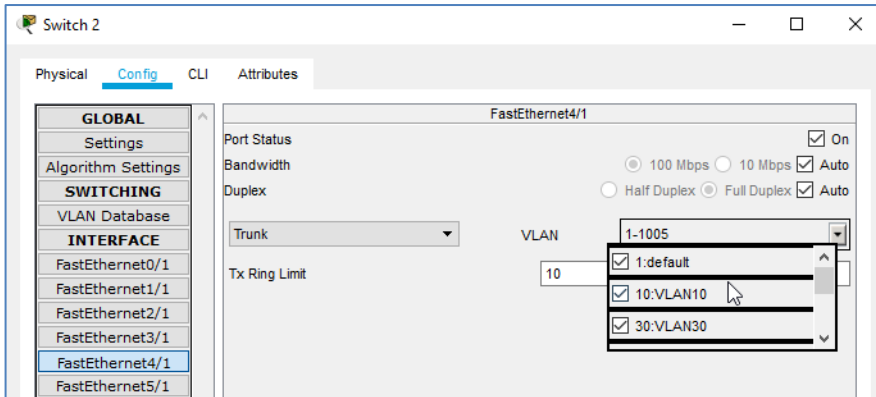 Switch 2
Physical Config CLI Attributes
GLOBAL
Settings
Algorithm Settings
SWITCHING
VLAN Database
INTERFACE
FastEthernet0/1
FastEthernet1/1
FastEthernet2/1
FastEthernet3/1
FastEthernet4/1
FastEthernet5/1
FastEthernet4/1
Port Status On
Bandwidth 100 Mbps 10 Mbps Auto
Duplex Half Duplex Full Duplex Auto
Trunk VLAN 1-1005
1:default
Tx Ring Limit 10
10:VLAN10
30:VLAN30